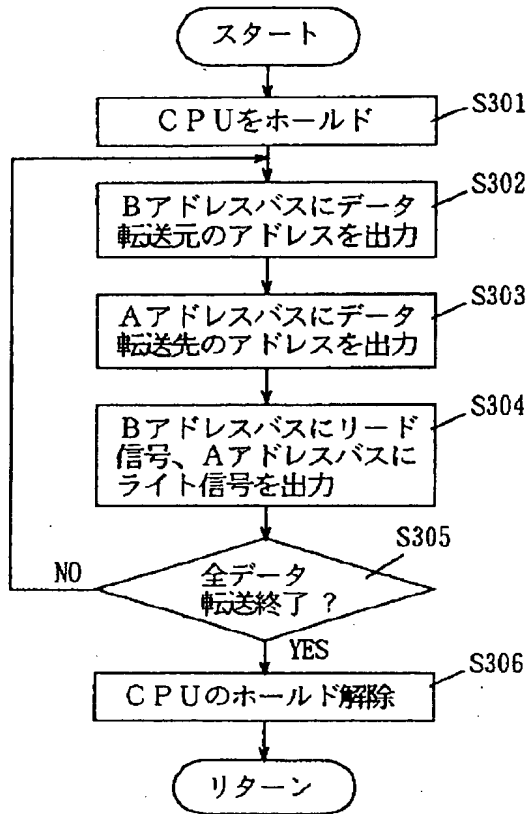 スタート
S301
CPUをホールド
S302
Bアドレスバスにデータ
転送元のアドレスを出力
S303
Aアドレスバスにデータ
転送先のアドレスを出力
S304
Bアドレスバスにリード
信号、Aアドレスバスに
ライト信号を出力
S305
NO
全データ
転送終了？
YES
S306
CPUのホールド解除
リターン